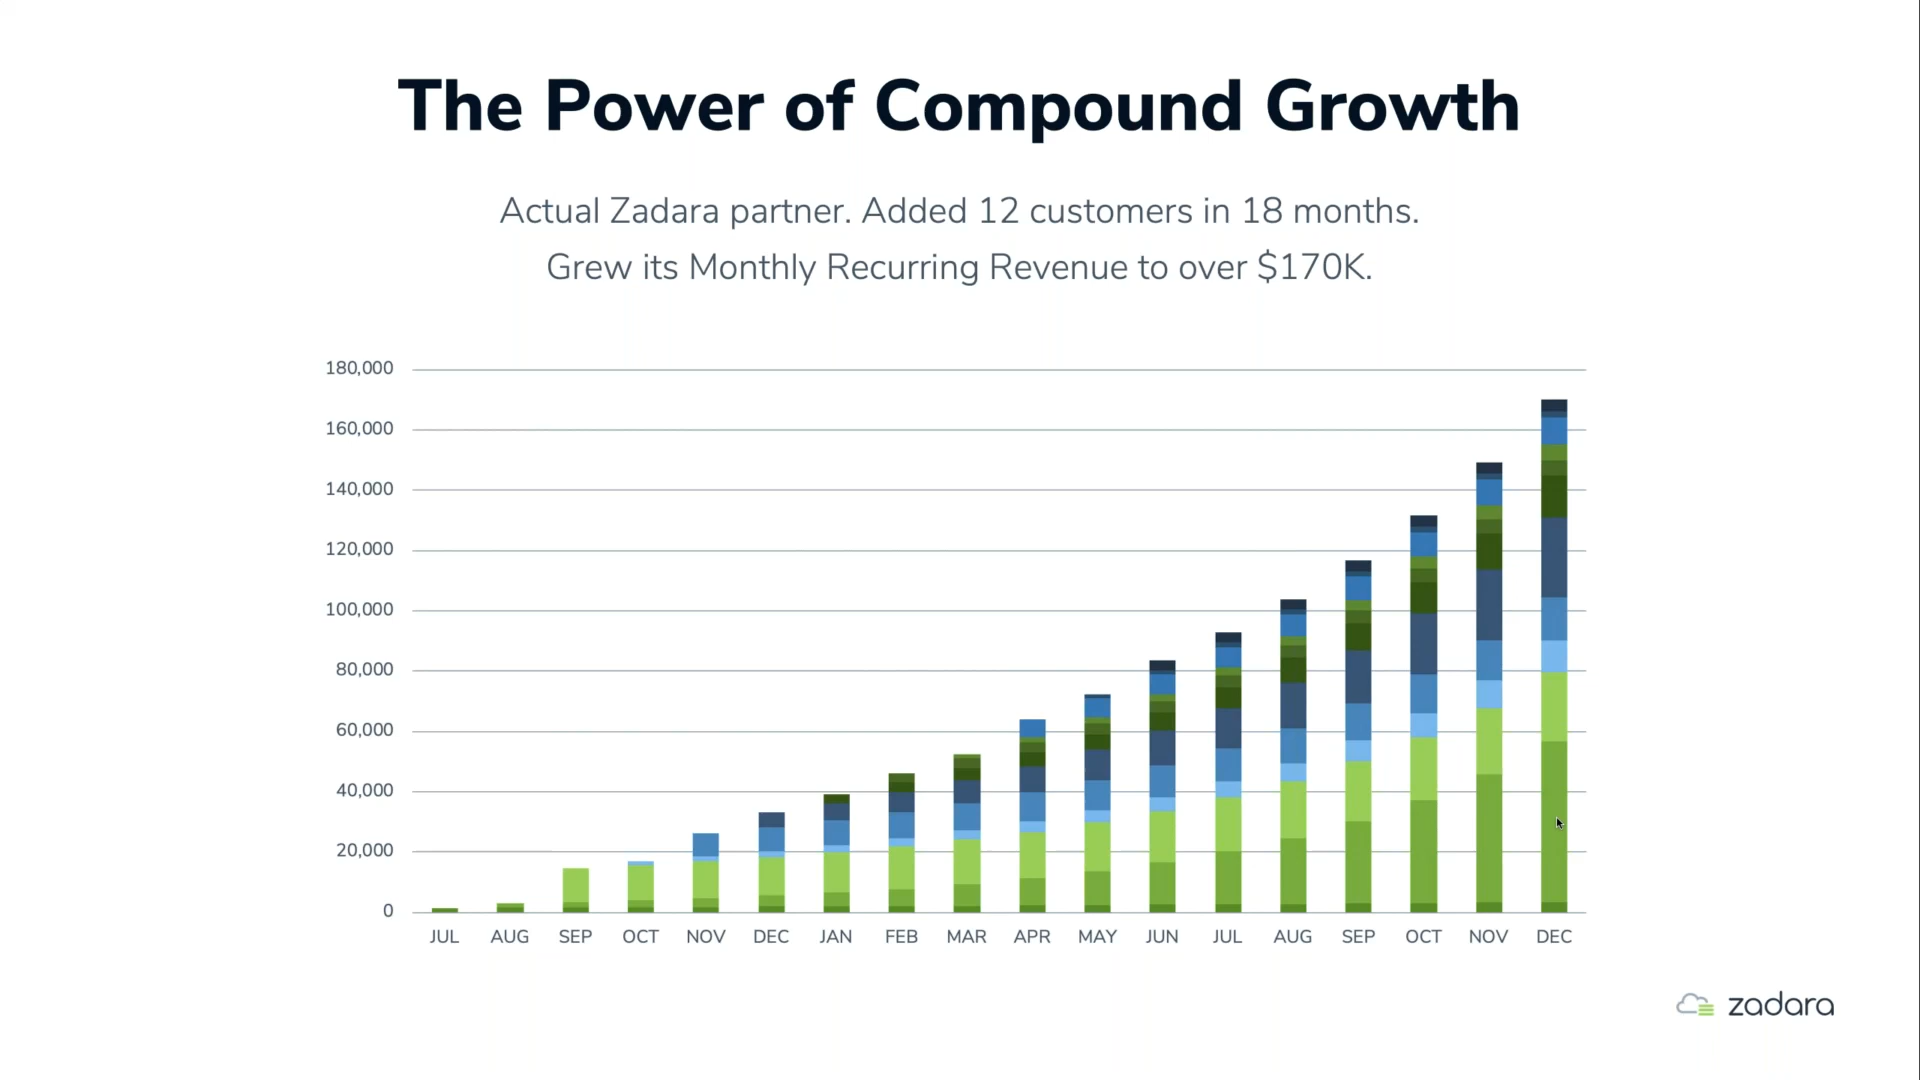 The Power of Compound Growth
Actual Zadara partner. Added 12 customers in 18 months.
Grew its Monthly Recurring Revenue to over $170K.
180,000
160,000
140,000
120,000
100,000
80,000
60,000
40,000
20,000
0
JUL AUG SEP OCT NOV DEC JAN FEB MAR APR MAY JUN JUL AUG SEP OCT NOV DEC
zadara